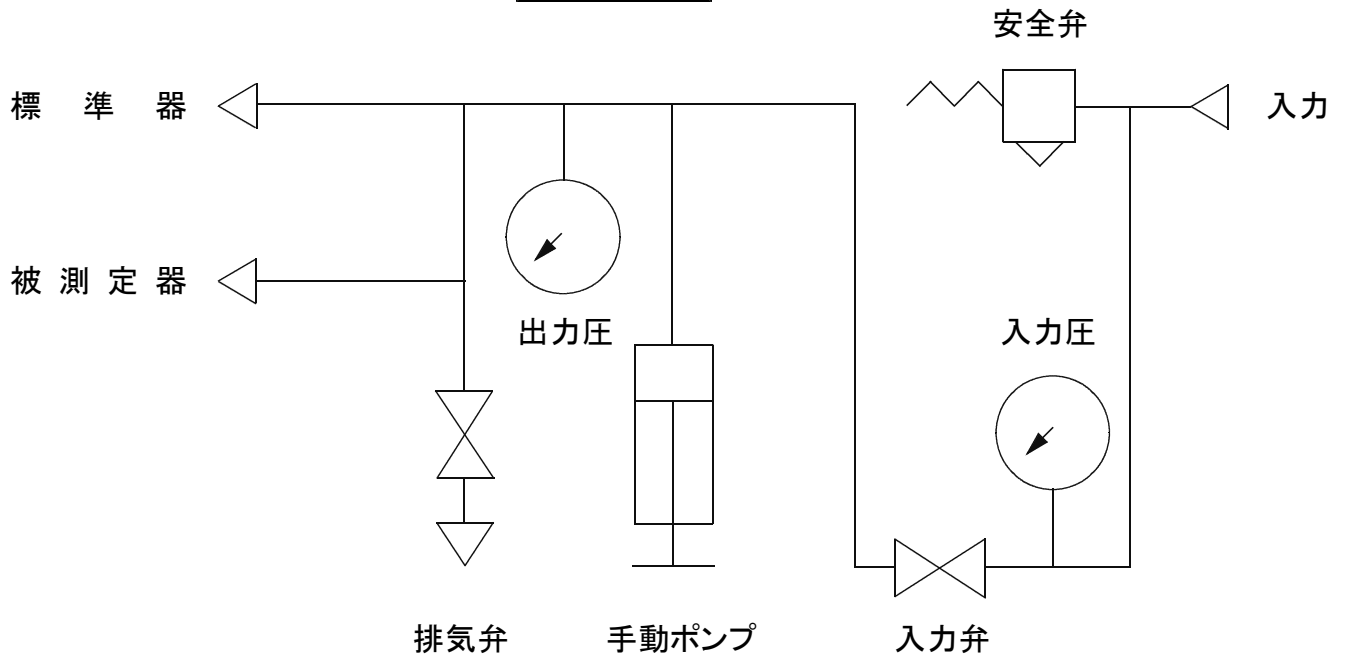 安全弁
標 準 器
入力
被 測 定 器
出力圧
入力圧
排気弁
手動ポンプ
入力弁